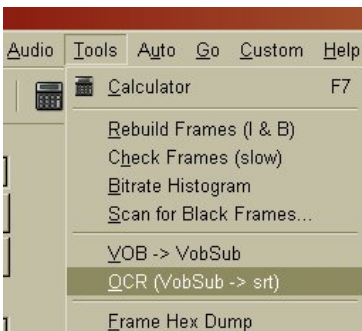 Audio Tools Auto Go Custom Help
Calculator F7
Rebuild Frames (I & B)
Check Frames (slow)
Bitrate Histogram
Scan for Black Frames...
VOB -> VobSub
OCR (VobSub -> srt)
Frame Hex Dump